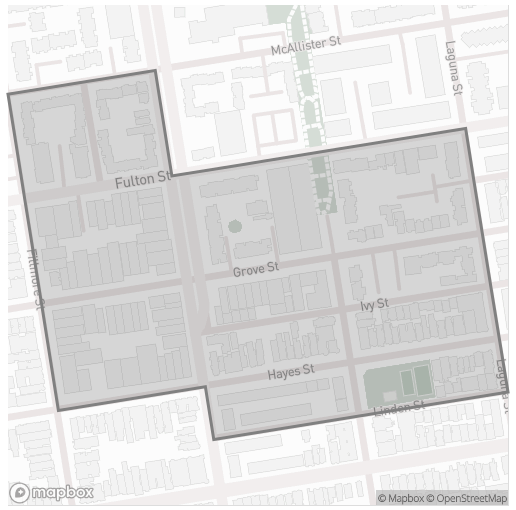 McAllister St
Laguna St
Fulton St
Fillmore St
Grove St
Ivy St
Hayes St
Laguna St
Linden St
mapbox
© Mapbox © OpenStreetMap